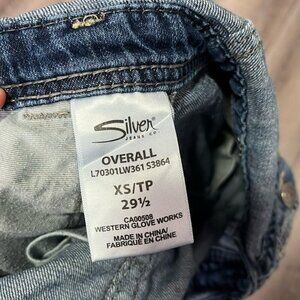 Silver
JEANS CO.
OVERALL
L70301LW361 S3864
XS/TP
29½
CA00508
WESTERN GLOVE WORKS
MADE IN CHINA/
FABRIQUÉ EN CHINE